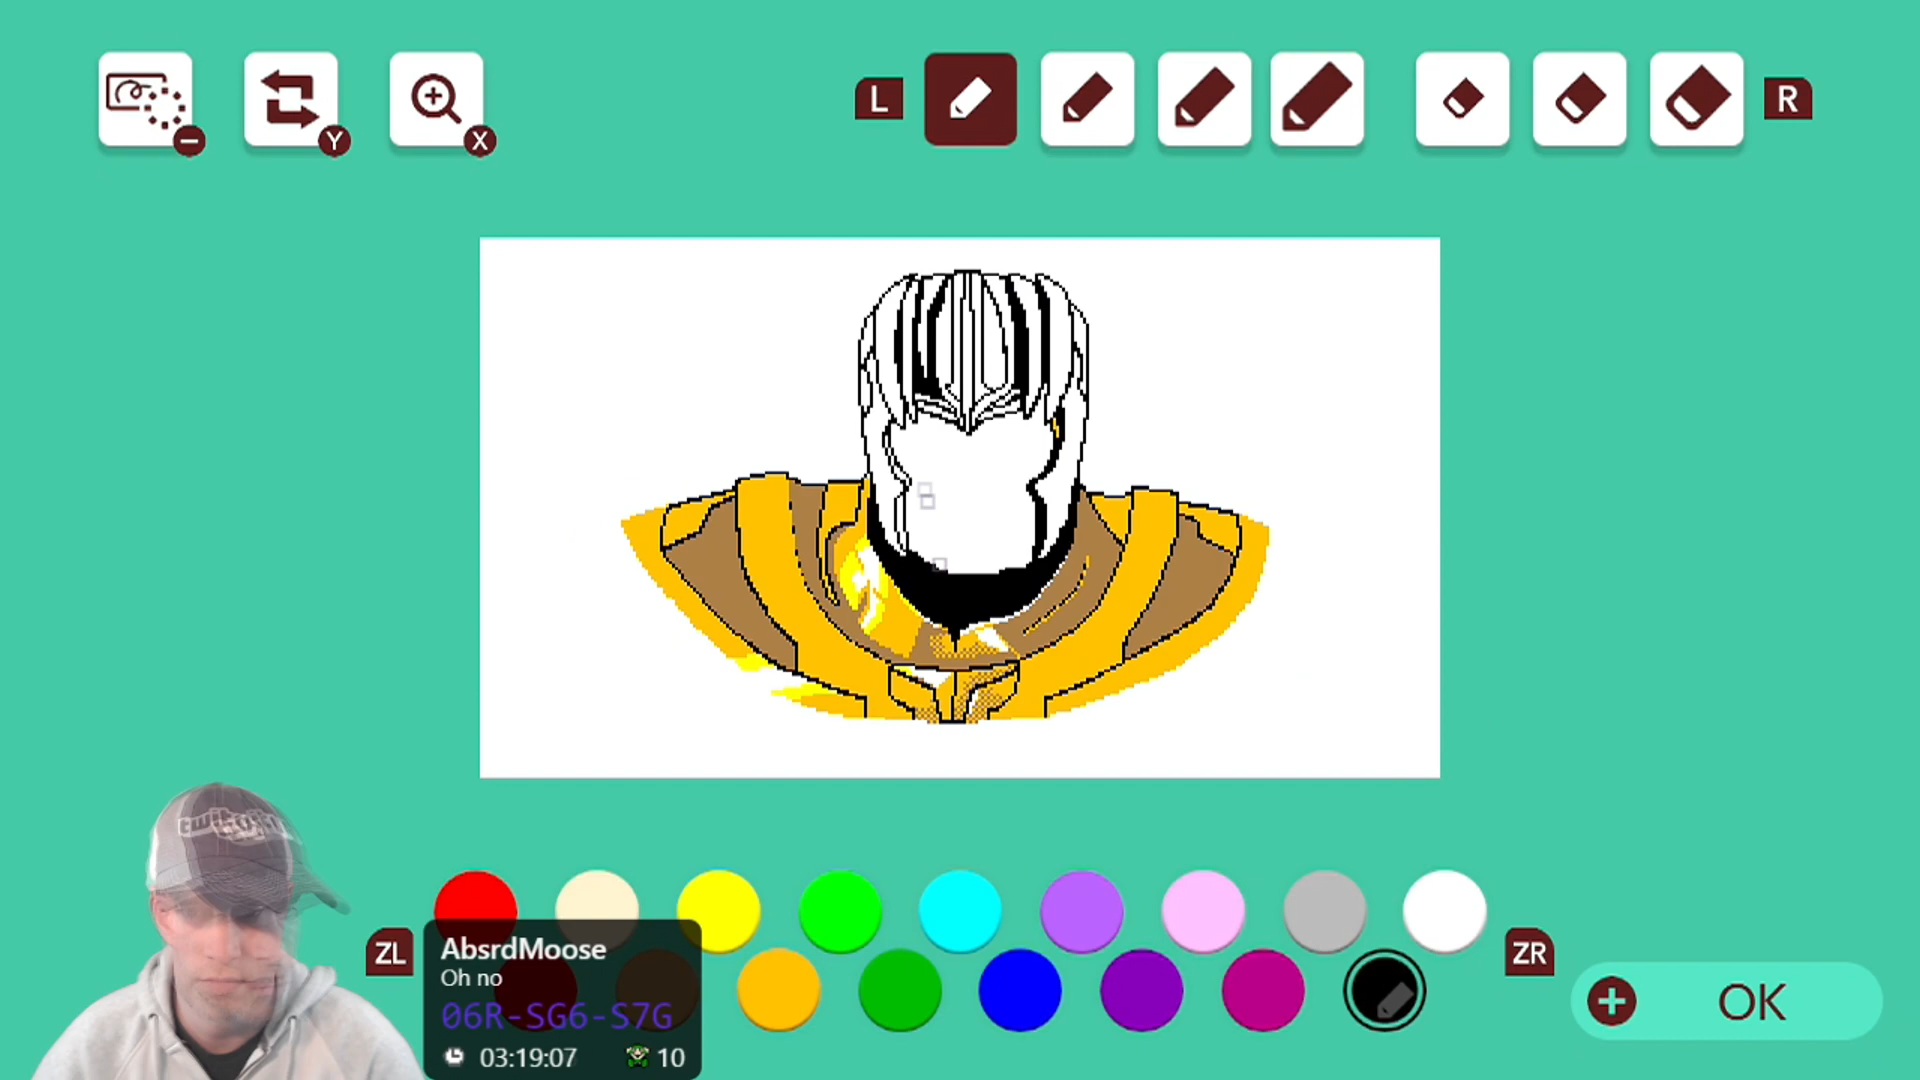 L
R
Y
X
ZL
ZR
AbsrdMoose
Oh no
06R-SG6-S7G
03:19:07
10
OK